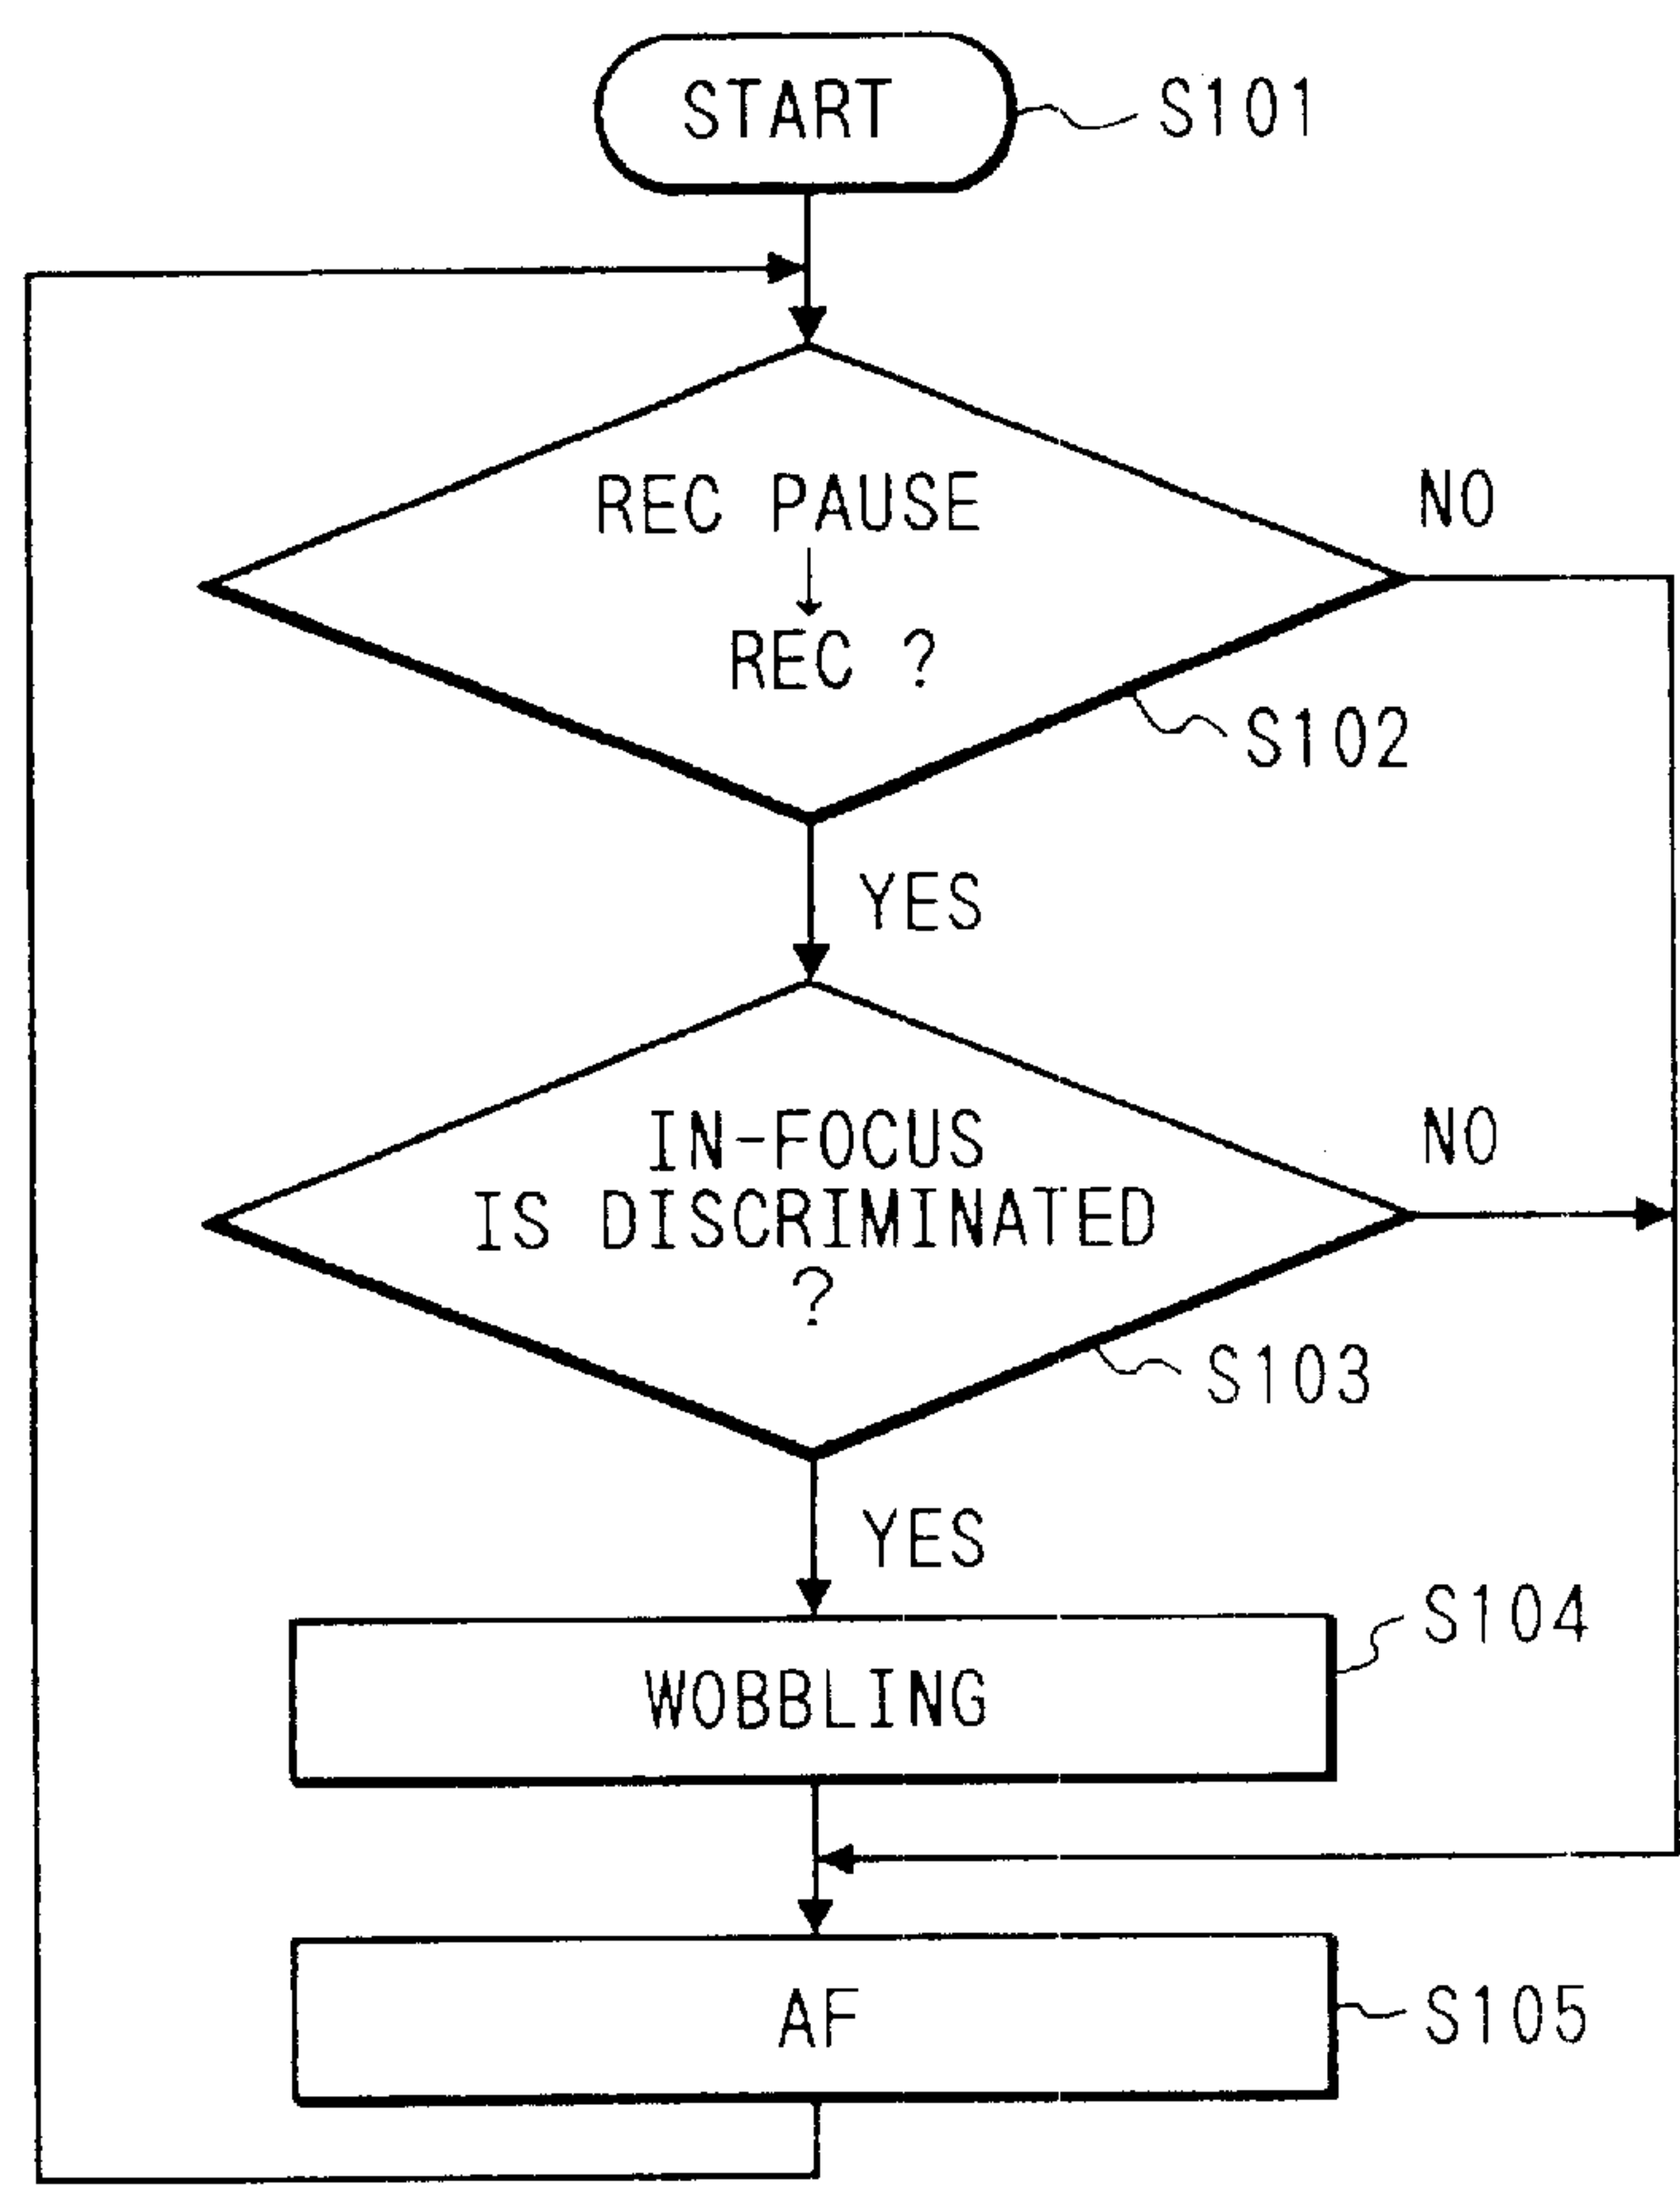 START
S101
REC PAUSE
↓
REC ?
NO
S102
YES
IN-FOCUS
IS DISCRIMINATED
?
NO
S103
YES
WOBBLING
S104
AF
S105